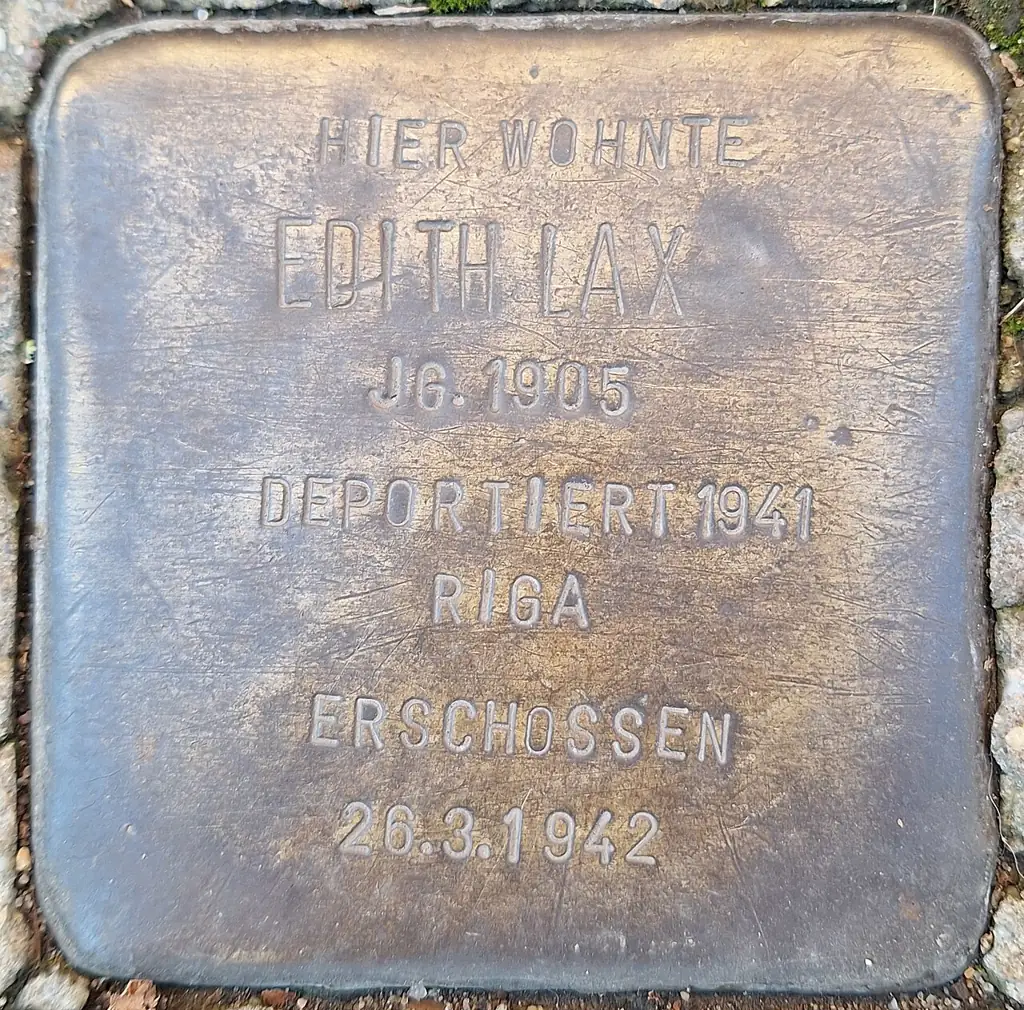 HIER WOHNTE
EDITH LAX
JG. 1905
DEPORTIERT 1941
RIGA
ERSCHOSSEN
26.3.1942